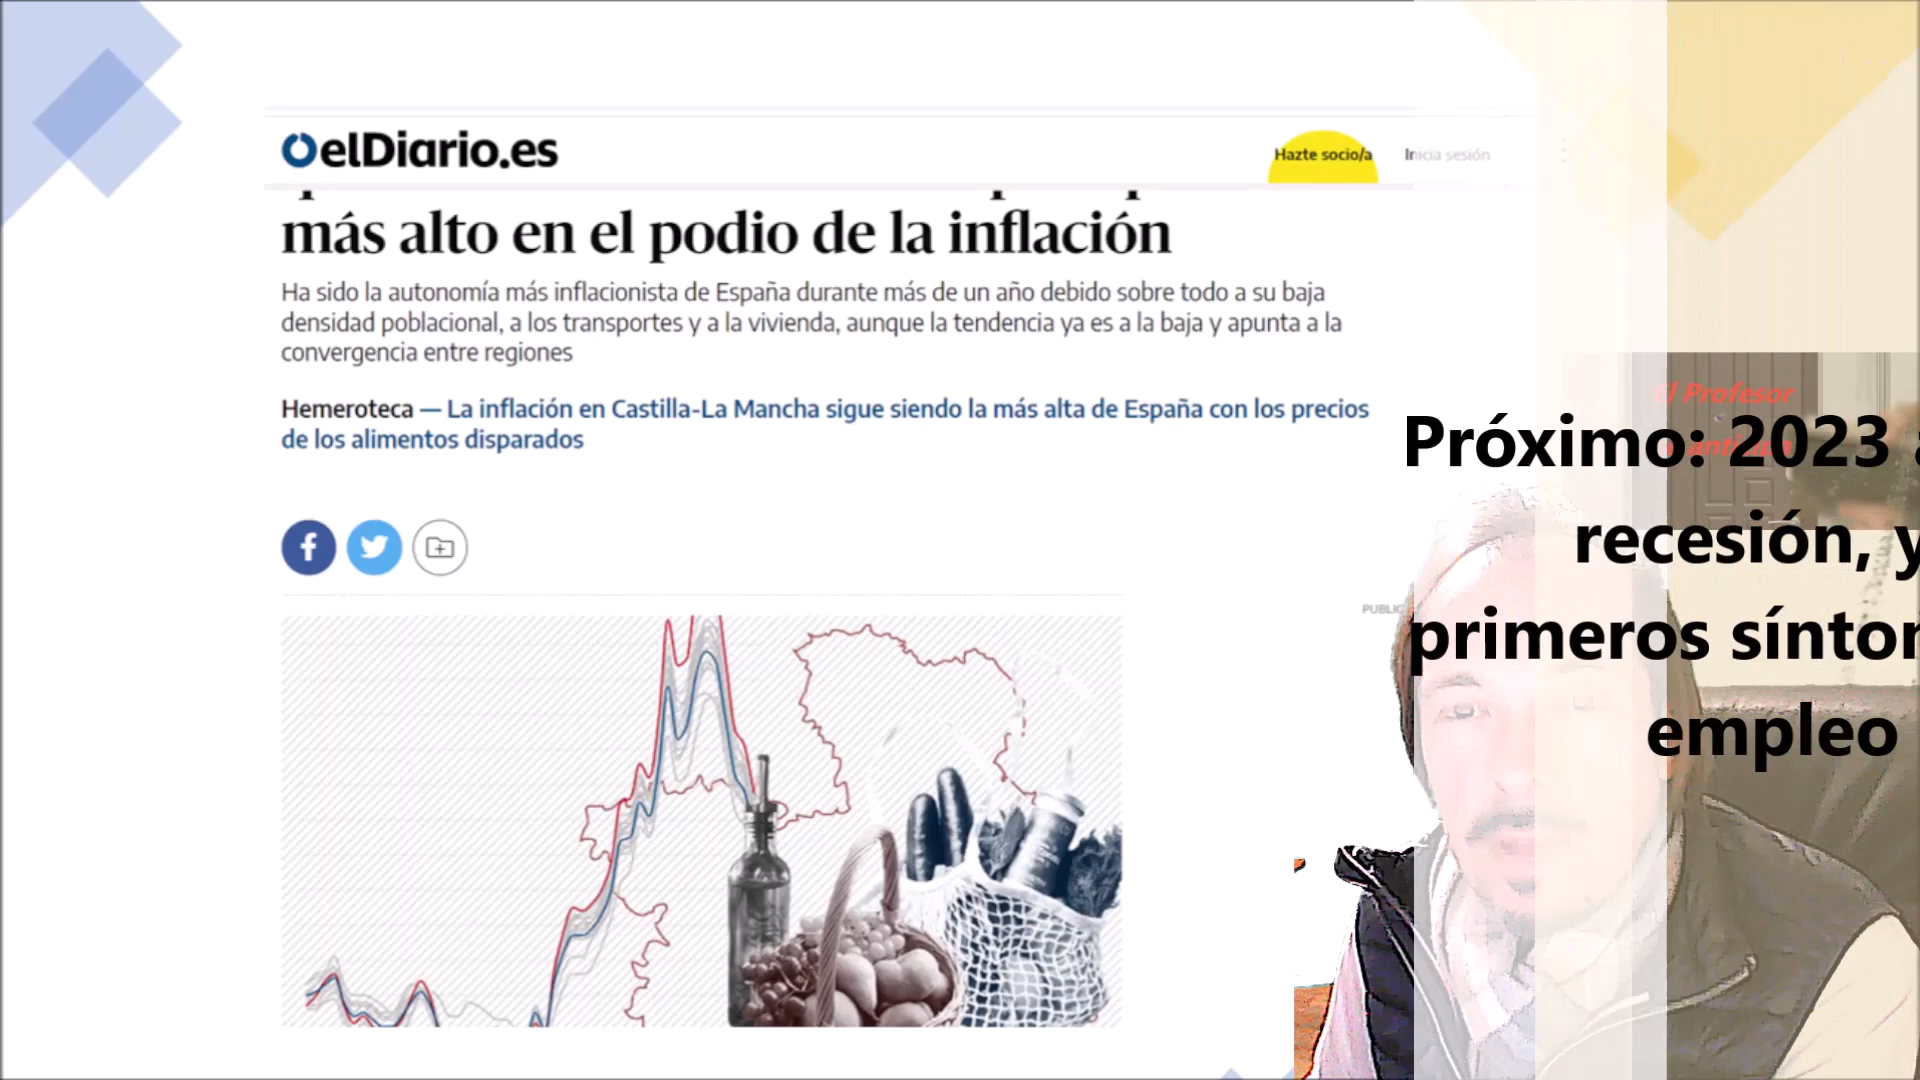 elDiario.es
Hazte socio/a
Inicia sesión
más alto en el podio de la inflación
Ha sido la autonomía más inflacionista de España durante más de un año debido sobre todo a su baja
densidad poblacional, a los transportes y a la vivienda, aunque la tendencia ya es a la baja y apunta a la
convergencia entre regiones
Hemeroteca — La inflación en Castilla-La Mancha sigue siendo la más alta de España con los precios
de los alimentos disparados
El Profesor
Próximo: 2023
recesión, y
primeros
empleo